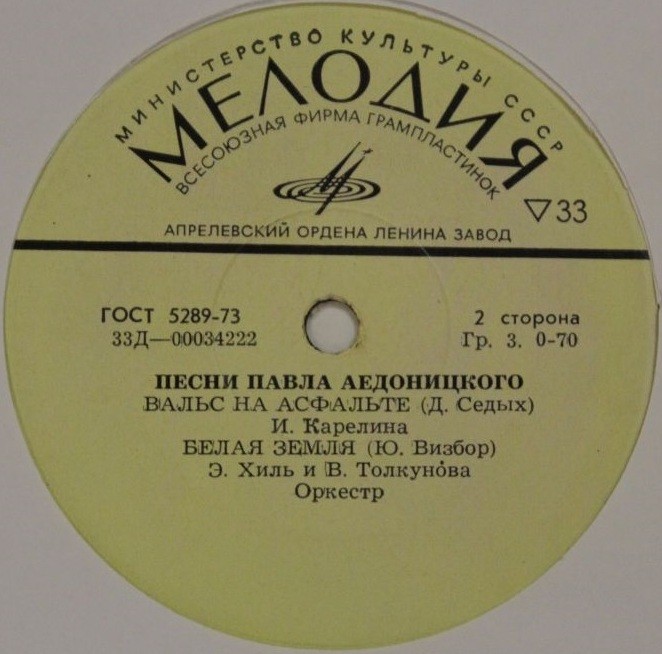 МИНИСТЕРСТВО КУЛЬТУРЫ СССР
МЕЛОДИЯ
ВСЕСОЮЗНАЯ ФИРМА ГРАМПЛАСТИНОК
▽33
АПРЕЛЕВСКИЙ ОРДЕНА ЛЕНИНА ЗАВОД
ГОСТ 5289-73
33Д—00034222
2 сторона
Гр. 3. 0-70
ПЕСНИ ПАВЛА АЕДОНИЦКОГО
ВАЛЬС НА АСФАЛЬТЕ (Д. Седых)
И. Карелина
БЕЛАЯ ЗЕМЛЯ (Ю. Визбор)
Э. Хиль и В. Толкунова
Оркестр